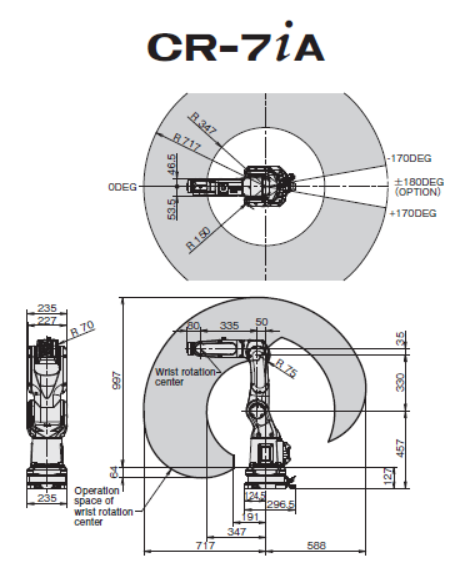 CR-7iA
R 347
R 717
46.5
-170DEG
0DEG
±180DEG
(OPTION)
53.5
+170DEG
R 150
235
227
R 70
80
335
50
35
Wrist rotation
center
R 75
997
330
457
64
127
235
Operation
space of
wrist rotation
center
124.5
296.5
191
347
717
588